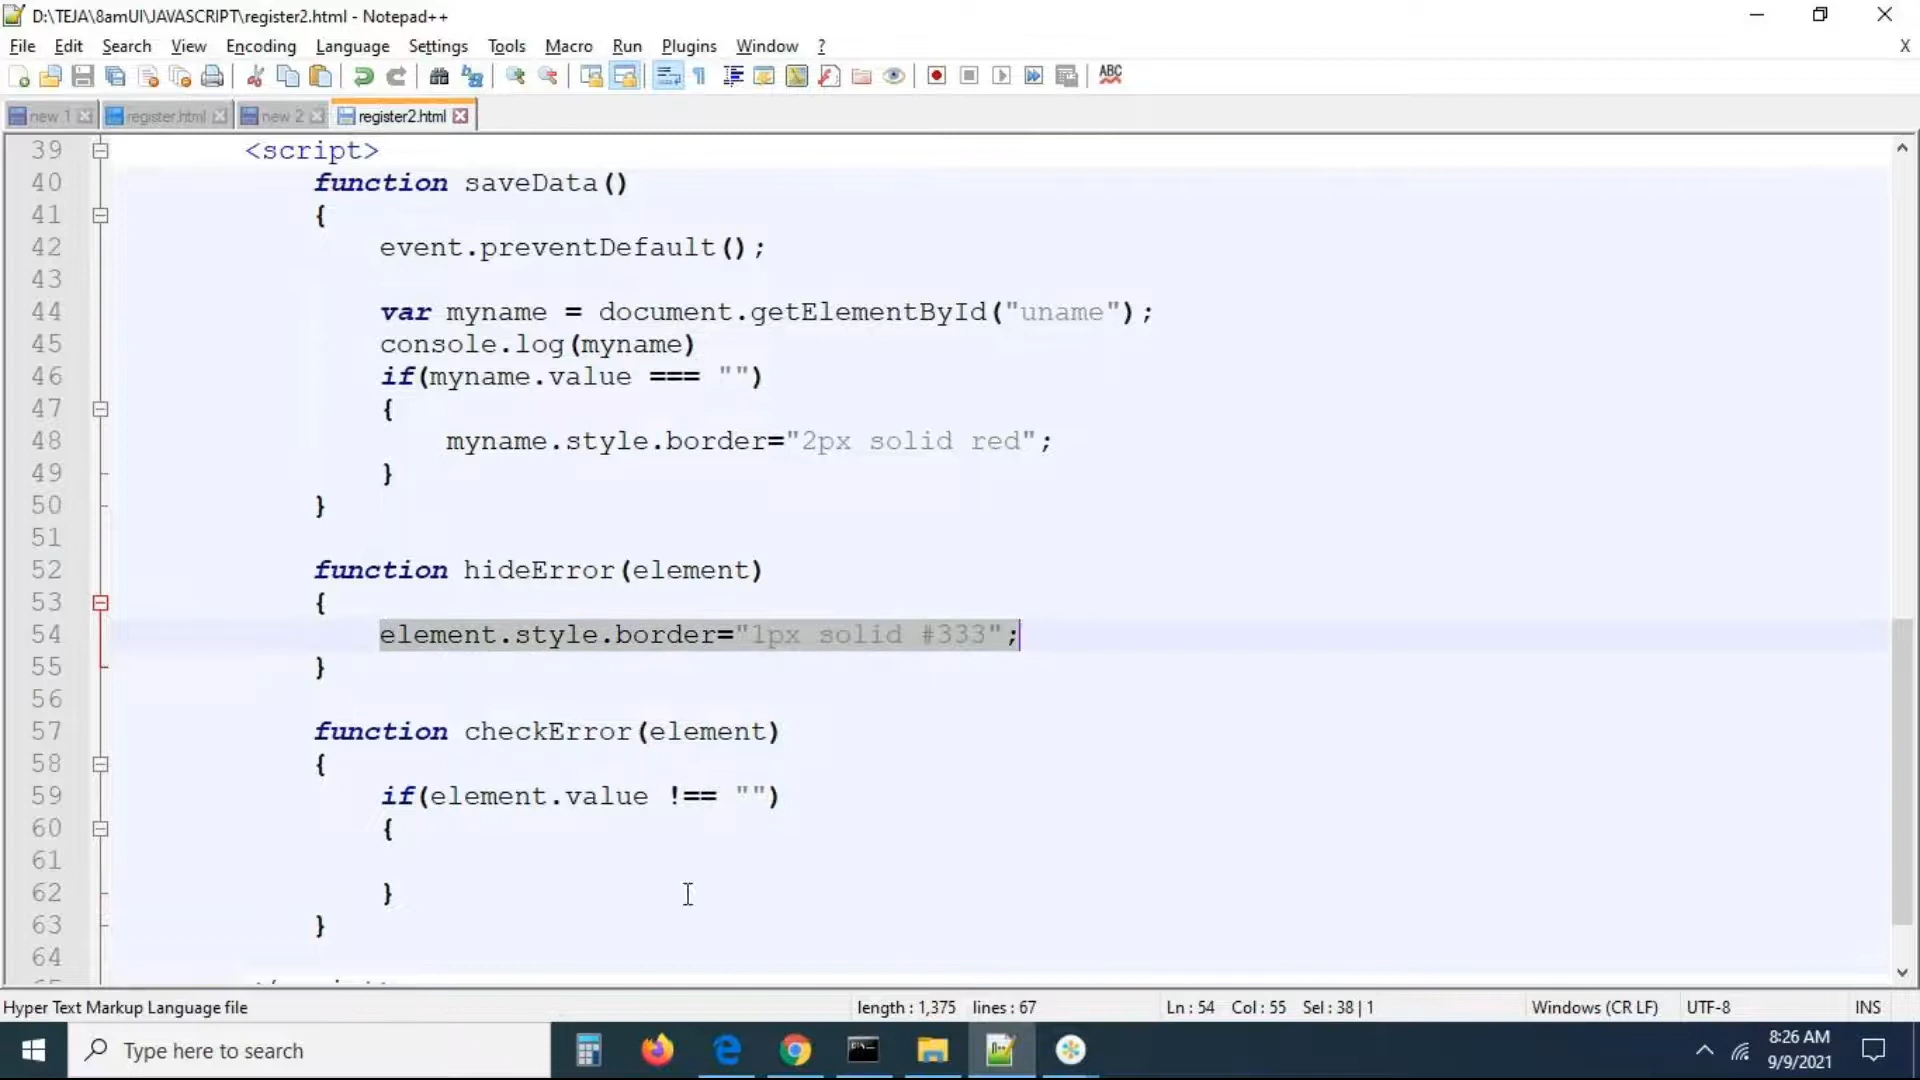 D:\TEJA\8amUI\JAVASCRIPT\register2.html - Notepad++
File Edit Search View Encoding Language Settings Tools Macro Run Plugins Window ? X
new 1 register.html new 2 register2.html
39 <script>
40 function saveData()
41 {
42 event.preventDefault();
43
44 var myname = document.getElementById("uname");
45 console.log(myname)
46 if(myname.value === "")
47 {
48 myname.style.border="2px solid red";
49 }
50 }
51
52 function hideError(element)
53 {
54 element.style.border="1px solid #333";
55 }
56
57 function checkError(element)
58 {
59 if(element.value !== "")
60 {
61
62 }
63 }
64
Hyper Text Markup Language file length : 1,375 lines : 67 Ln : 54 Col : 55 Sel : 38 | 1 Windows (CR LF) UTF-8 INS
Type here to search
8:26 AM
9/9/2021